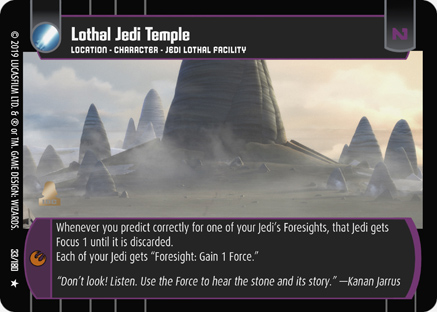 Lothal Jedi Temple
LOCATION - CHARACTER - JEDI LOTHAL FACILITY
2
Whenever you predict correctly for one of your Jedi's Foresights, that Jedi gets
Focus 1 until it is discarded.
Each of your Jedi gets "Foresight: Gain 1 Force."
"Don't look! Listen. Use the Force to hear the stone and its story." —Kanan Jarrus
© 2019 LUCASFILM LTD. & ® or TM. GAME DESIGN: WIZARDS.